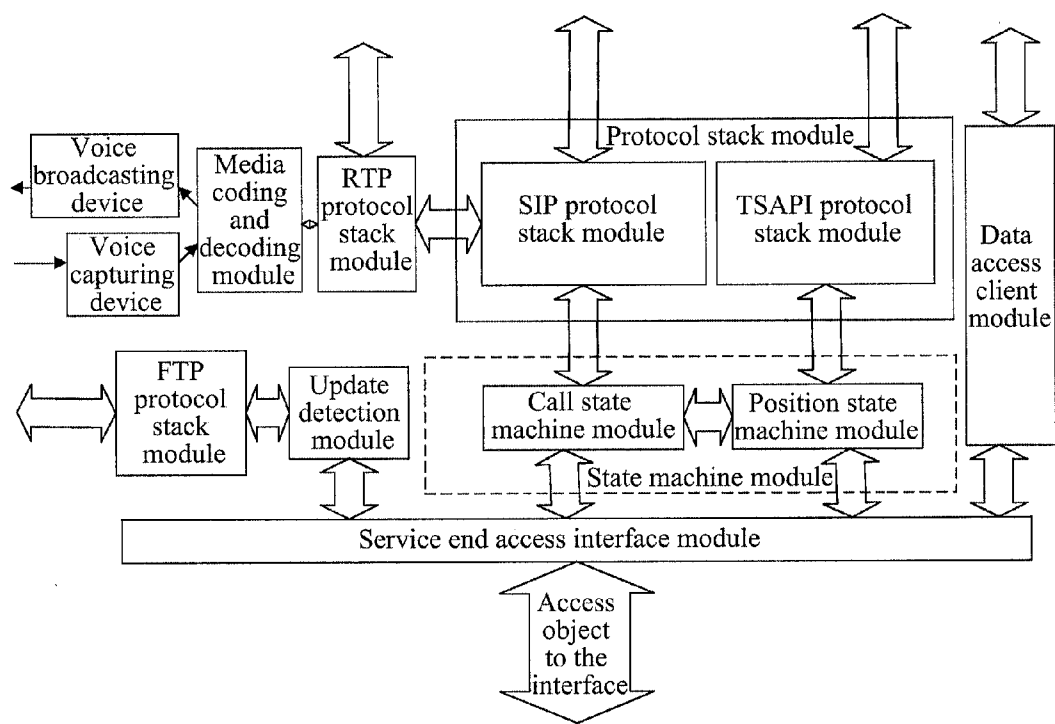 Protocol stack module
Voice
broadcasting
device
Media
coding
and
decoding
module
RTP
protocol
stack
module
SIP protocol
stack module
TSAPI protocol
stack module
Data
access
client
module
Voice
capturing
device
FTP
protocol
stack
module
Update
detection
module
Call state
machine module
Position state
machine module
State machine module
Service end access interface module
Access
object
to the
interface